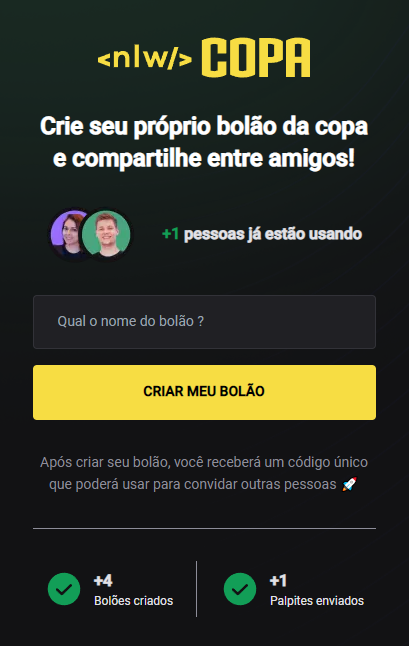 <nlw/> COPA
Crie seu próprio bolão da copa
e compartilhe entre amigos!
+1 pessoas já estão usando
Qual o nome do bolão ?
CRIAR MEU BOLÃO
Após criar seu bolão, você receberá um código único
que poderá usar para convidar outras pessoas 🚀
+4
Bolões criados
+1
Palpites enviados